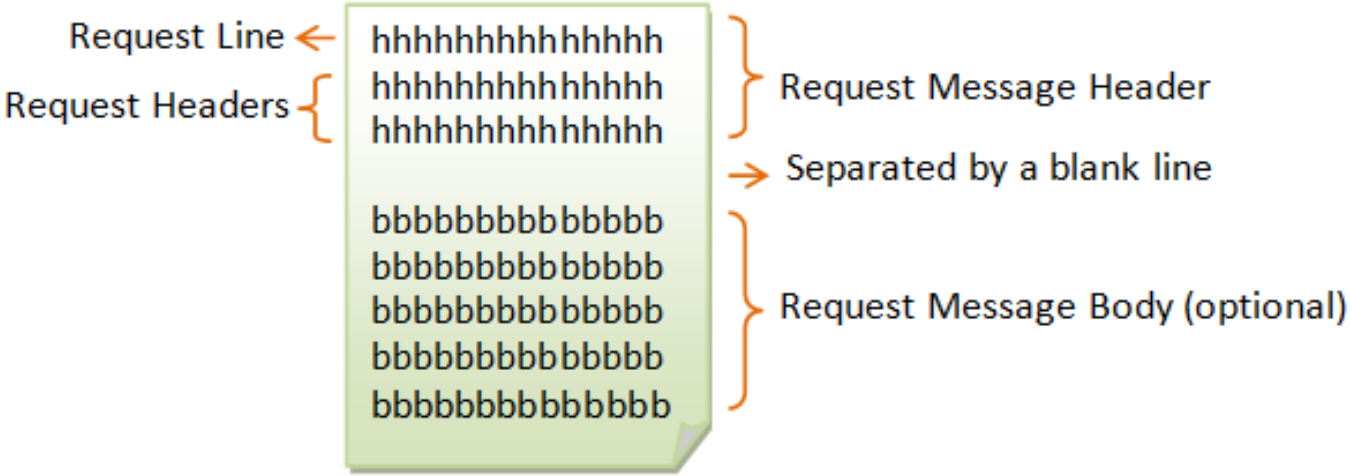 Request Line
hhhhhhhhhhhhhh
Request Headers
hhhhhhhhhhhhhh
hhhhhhhhhhhhhh
Request Message Header
Separated by a blank line
bbbbbbbbbbbbbb
bbbbbbbbbbbbbb
bbbbbbbbbbbbbb
bbbbbbbbbbbbbb
bbbbbbbbbbbbbb
Request Message Body (optional)